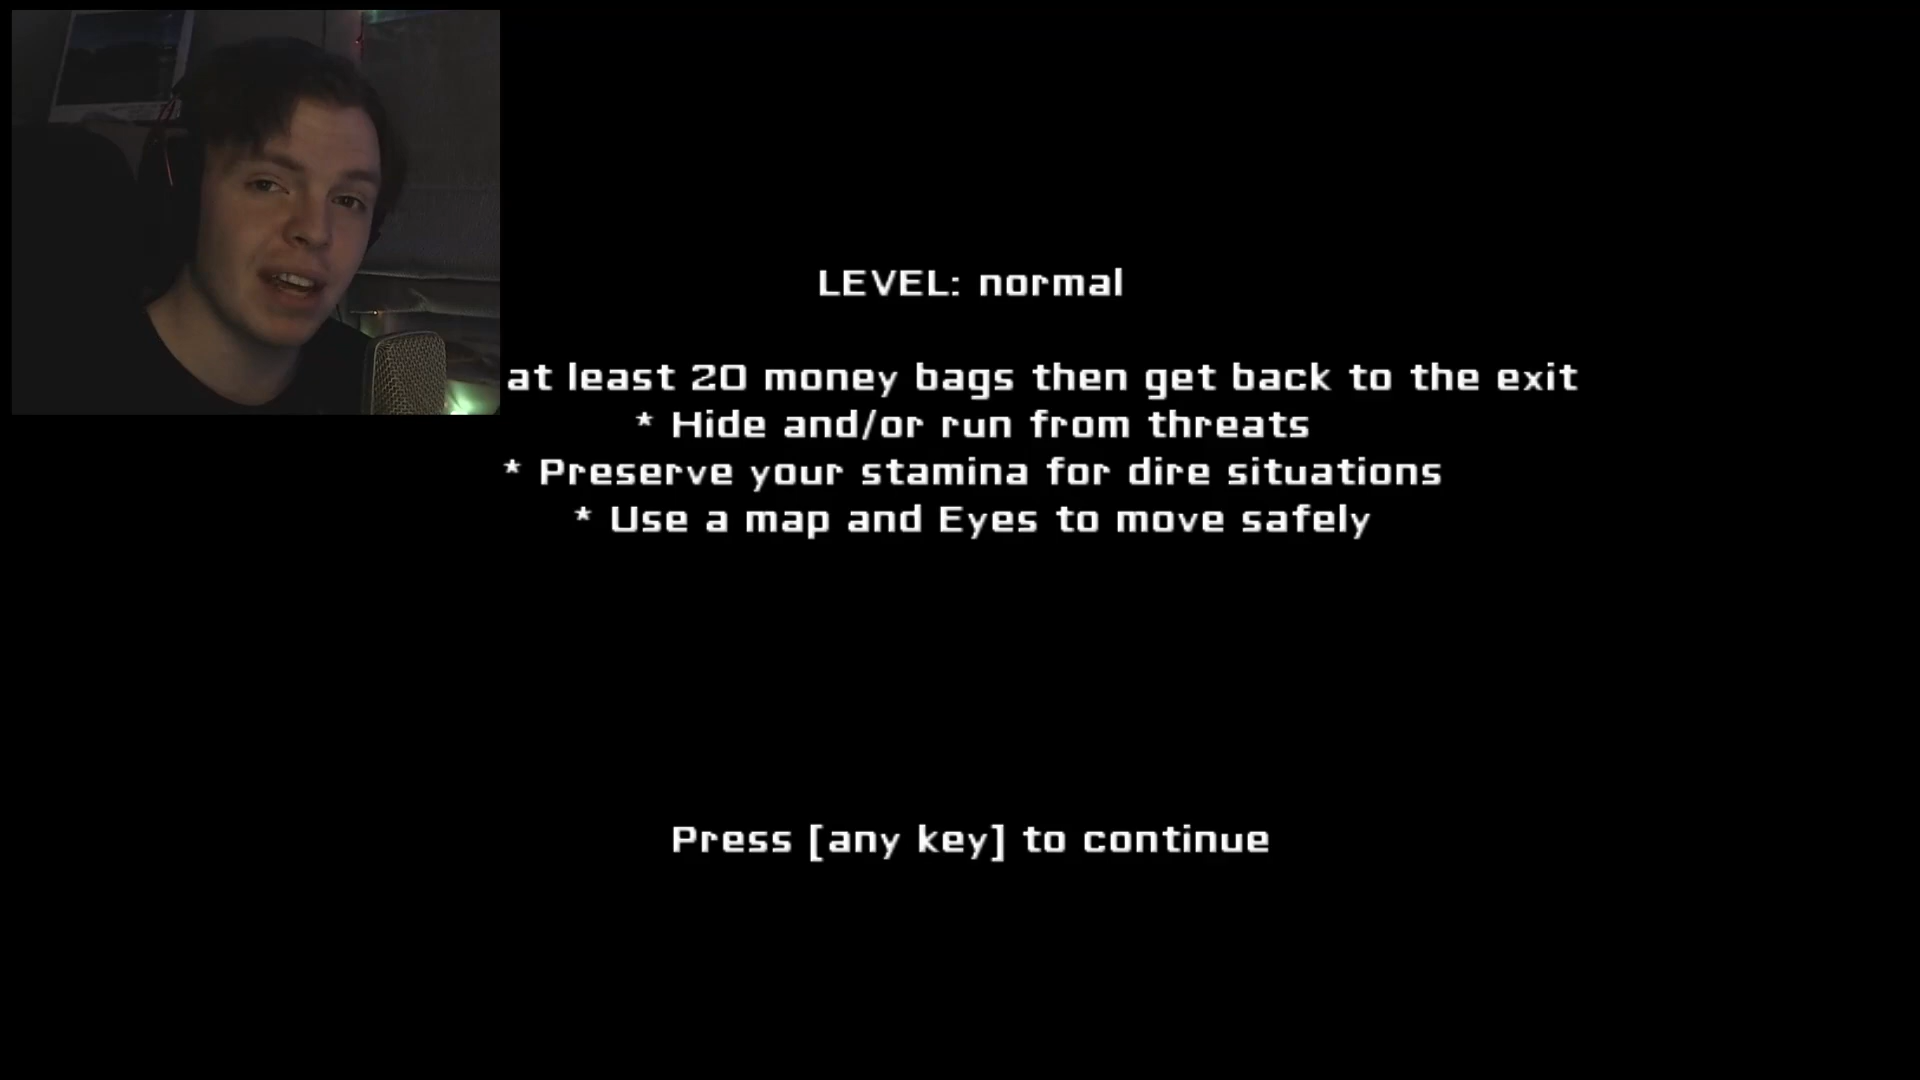 LEVEL: normal
at least 20 money bags then get back to the exit
* Hide and/or run from threats
* Preserve your stamina for dire situations
* Use a map and Eyes to move safely
Press [any key] to continue